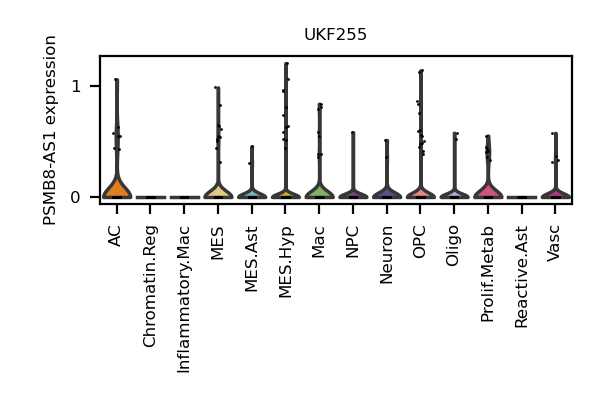 UKF255
PSMB8-AS1 expression
1
0
AC
Chromatin.Reg
Inflammatory.Mac
MES
MES.Ast
MES.Hyp
Mac
NPC
Neuron
OPC
Oligo
Prolif.Metab
Reactive.Ast
Vasc